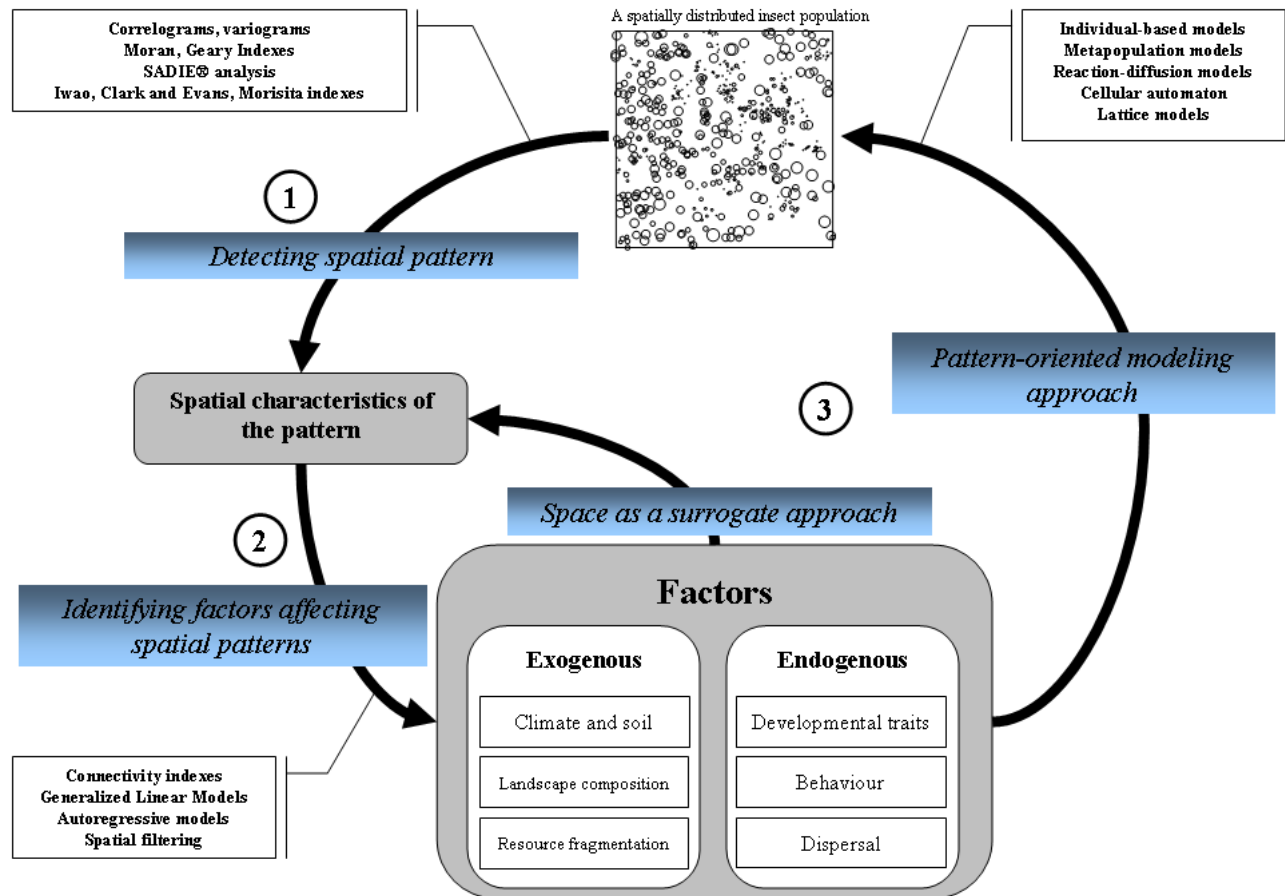 Correlograms, variograms
Moran, Geary Indexes
SADIE® analysis
Iwao, Clark and Evans, Morisita indexes
A spatially distributed insect population
Individual-based models
Metapopulation models
Reaction-diffusion models
Cellular automaton
Lattice models
1
Detecting spatial pattern
Spatial characteristics of
the pattern
2
Identifying factors affecting
spatial patterns
Connectivity indexes
Generalized Linear Models
Autoregressive models
Spatial filtering
3
Pattern-oriented modeling
approach
Space as a surrogate approach
Factors
Exogenous
Climate and soil
Landscape composition
Resource fragmentation
Endogenous
Developmental traits
Behaviour
Dispersal